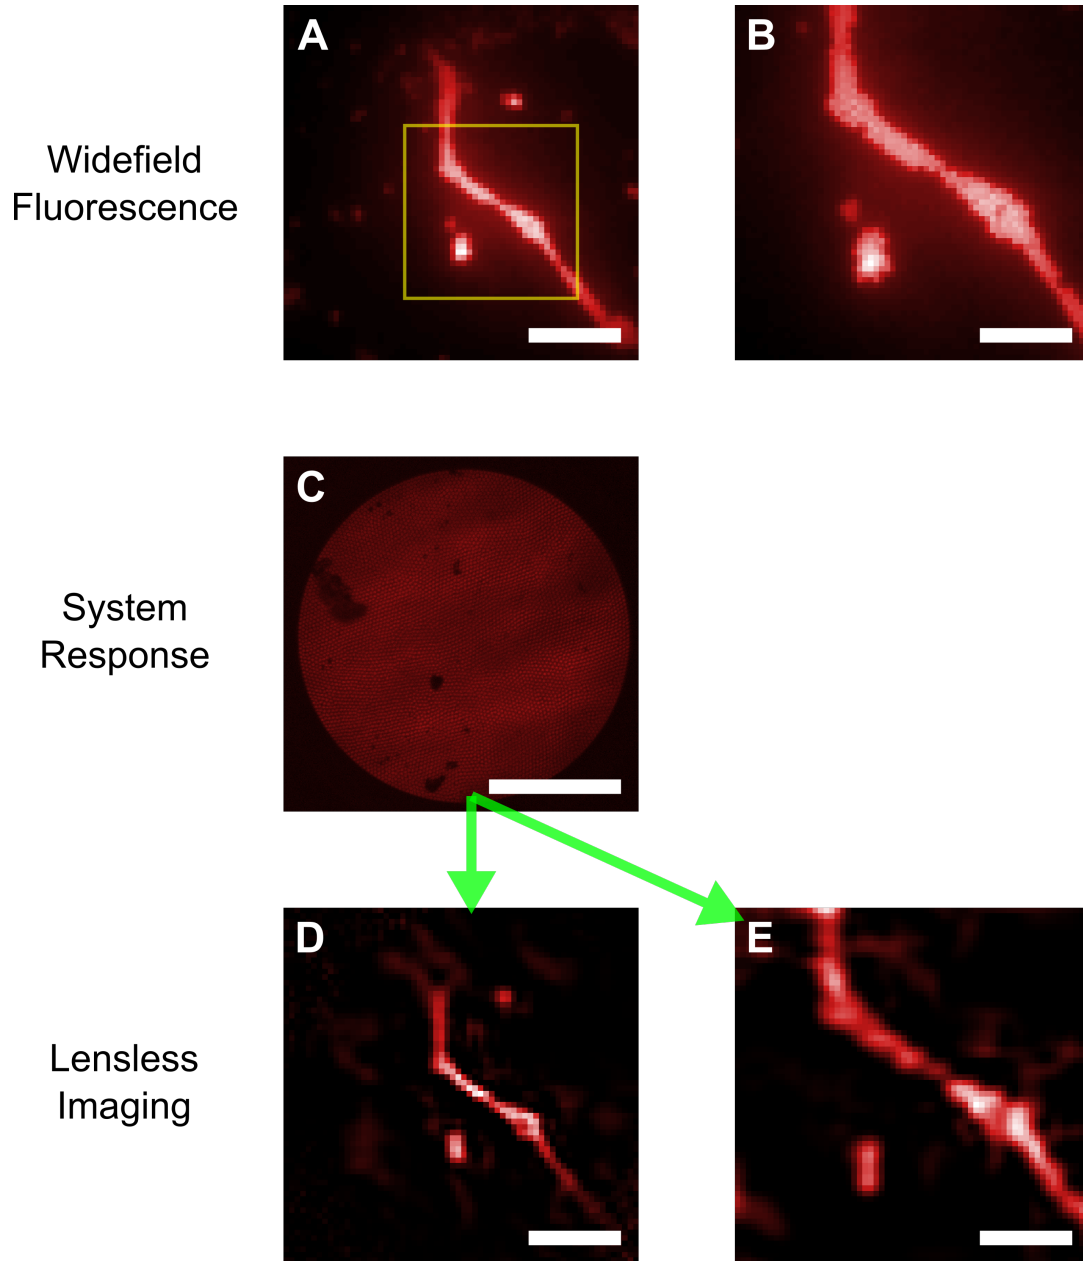 Widefield
Fluorescence
A
B
System
Response
C
Lensless
Imaging
D
E